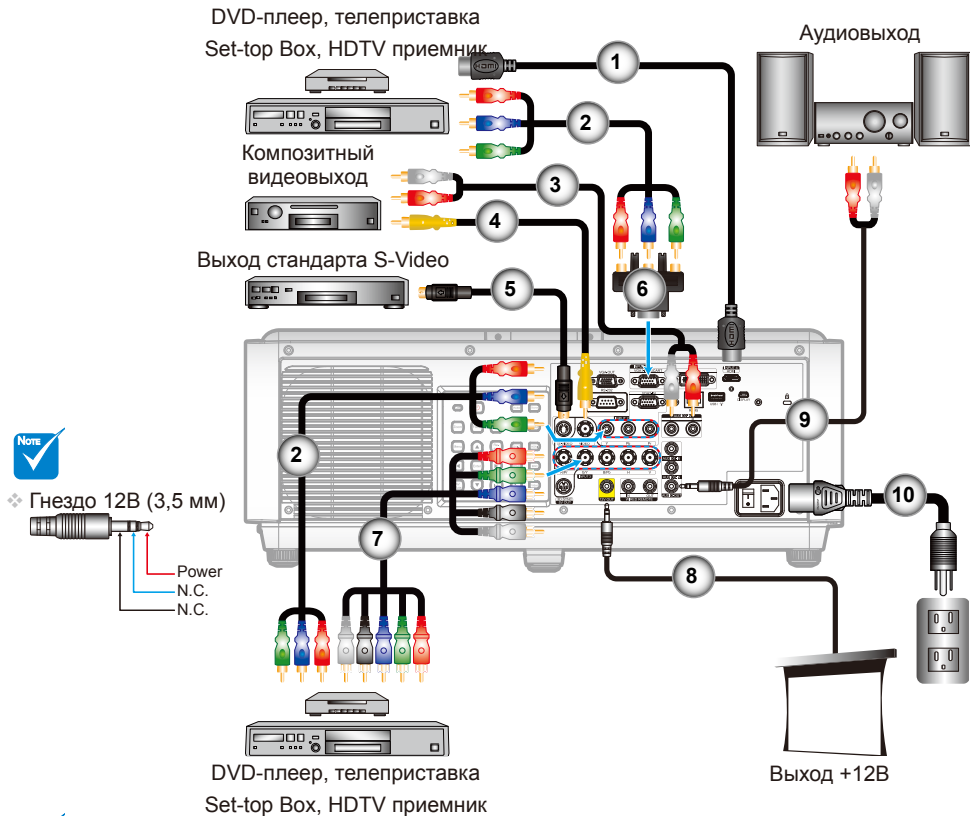 DVD-плеер, телеприставка
Set-top Box, HDTV приемник
Аудиовыход
1
HDMI
2
Композитный
видеовыход
3
4
Выход стандарта S-Video
5
6
HDMI
NOTE
2
9
❖ Гнездо 12В (3,5 мм)
10
7
Power
N.C.
N.C.
8
DVD-плеер, телеприставка
Set-top Box, HDTV приемник
Выход +12В